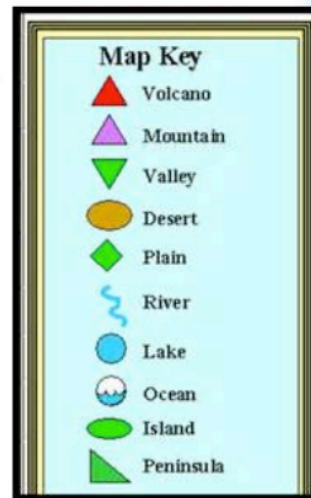 Map Key
Volcano
Mountain
Valley
Desert
Plain
River
Lake
Ocean
Island
Peninsula